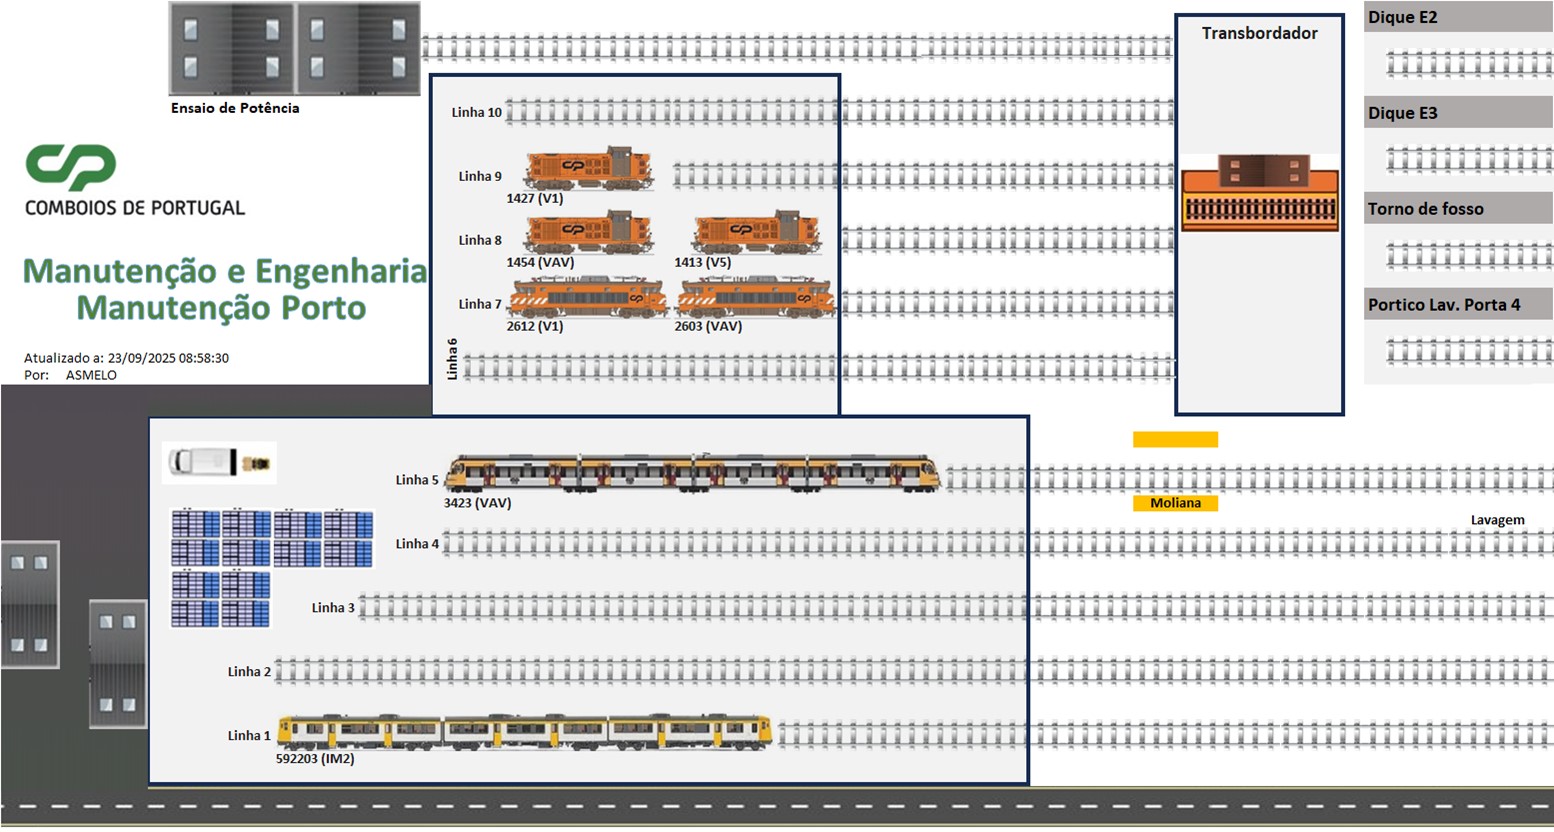 Ensaio de Potência
CP
COMBOIOS DE PORTUGAL
Manutenção e Engenharia
Manutenção Porto
Atualizado a: 23/09/2025 08:58:30
Por: ASMELO
Linha 10
Linha 9
1427 (V1)
Linha 8
1454 (VAV)
1413 (V5)
Linha 7
2612 (V1)
2603 (VAV)
Linha 6
Transbordador
Dique E2
Dique E3
Torno de fosso
Portico Lav. Porta 4
Linha 5
3423 (VAV)
Moliana
Lavagem
Linha 4
Linha 3
Linha 2
Linha 1
592203 (IM2)